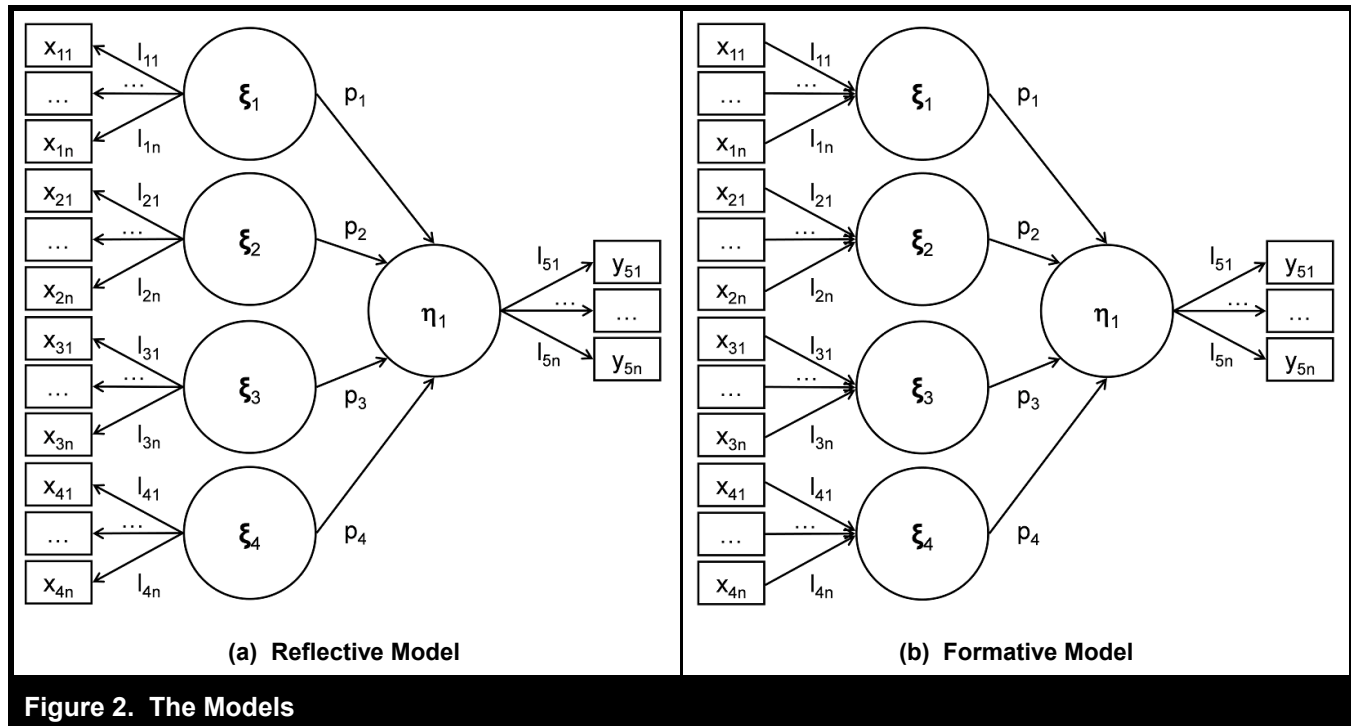 x₁₁
l₁₁
…
…
x₁ₙ
l₁ₙ
ξ₁
p₁
x₂₁
l₂₁
…
…
x₂ₙ
l₂ₙ
ξ₂
p₂
x₃₁
l₃₁
…
…
x₃ₙ
l₃ₙ
ξ₃
p₃
x₄₁
l₄₁
…
…
x₄ₙ
l₄ₙ
ξ₄
p₄
η₁
l₅₁
y₅₁
…
…
l₅ₙ
y₅ₙ
(a) Reflective Model
x₁₁
l₁₁
…
…
x₁ₙ
l₁ₙ
ξ₁
p₁
x₂₁
l₂₁
…
…
x₂ₙ
l₂ₙ
ξ₂
p₂
x₃₁
l₃₁
…
…
x₃ₙ
l₃ₙ
ξ₃
p₃
x₄₁
l₄₁
…
…
x₄ₙ
l₄ₙ
ξ₄
p₄
η₁
l₅₁
y₅₁
…
…
l₅ₙ
y₅ₙ
(b) Formative Model
Figure 2. The Models